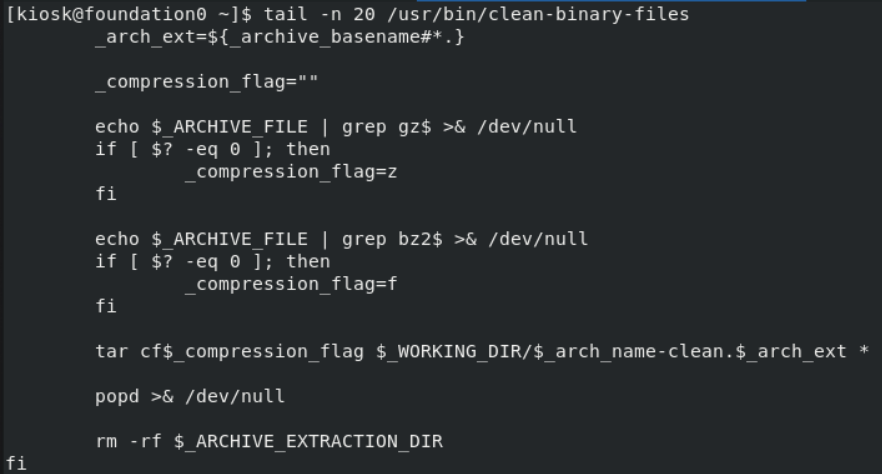 [kiosk@foundation0 ~]$ tail -n 20 /usr/bin/clean-binary-files
        _arch_ext=${_archive_basename#*.}

        _compression_flag=""

        echo $_ARCHIVE_FILE | grep gz$ >& /dev/null
        if [ $? -eq 0 ]; then
                _compression_flag=z
        fi

        echo $_ARCHIVE_FILE | grep bz2$ >& /dev/null
        if [ $? -eq 0 ]; then
                _compression_flag=f
        fi

        tar cf$_compression_flag $_WORKING_DIR/$_arch_name-clean.$_arch_ext *

        popd >& /dev/null

        rm -rf $_ARCHIVE_EXTRACTION_DIR
fi